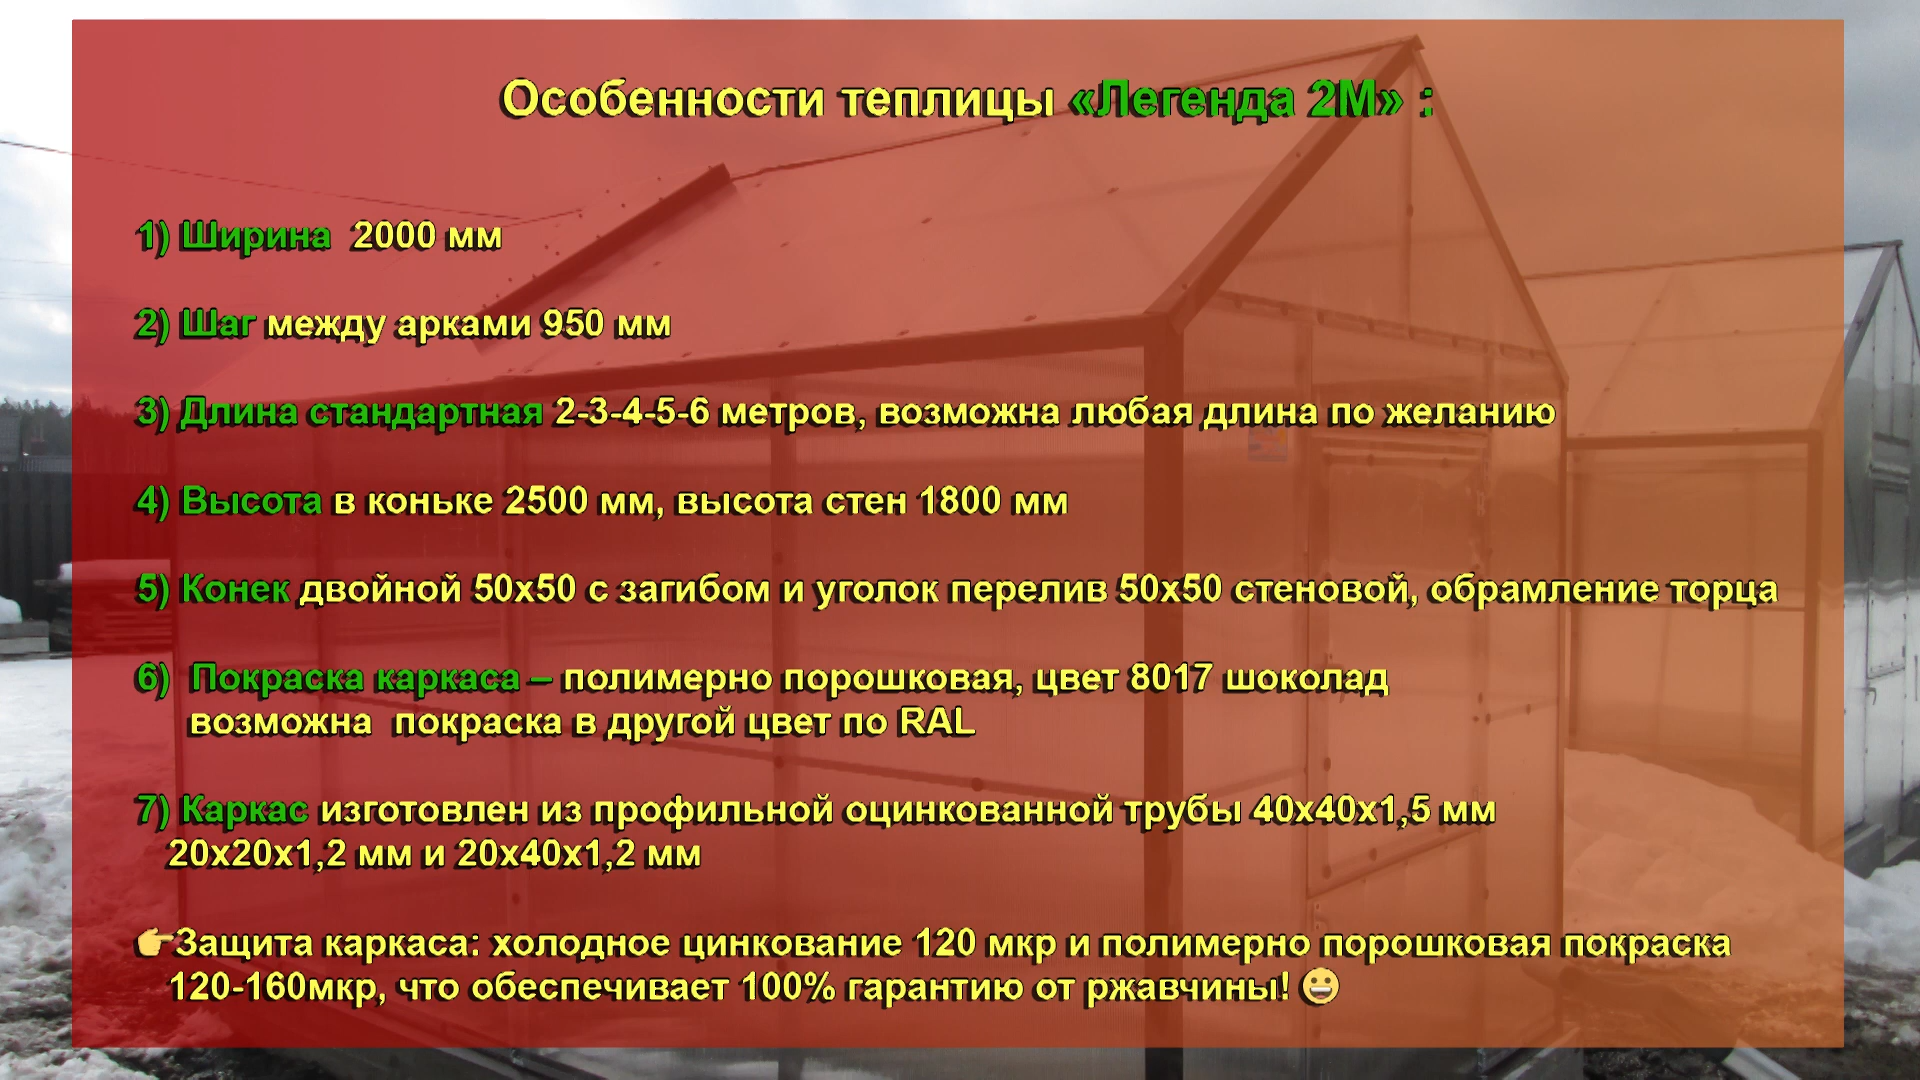 Особенности теплицы «Легенда 2М» :
1) Ширина 2000 мм
2) Шаг между арками 950 мм
3) Длина стандартная 2-3-4-5-6 метров, возможна любая длина по желанию
4) Высота в коньке 2500 мм, высота стен 1800 мм
5) Конек двойной 50х50 с загибом и уголок перелив 50х50 стеновой, обрамление торца
6) Покраска каркаса – полимерно порошковая, цвет 8017 шоколад
возможна покраска в другой цвет по RAL
7) Каркас изготовлен из профильной оцинкованной трубы 40х40х1,5 мм
20х20х1,2 мм и 20х40х1,2 мм
👉Защита каркаса: холодное цинкование 120 мкр и полимерно порошковая покраска
120-160мкр, что обеспечивает 100% гарантию от ржавчины! 😀